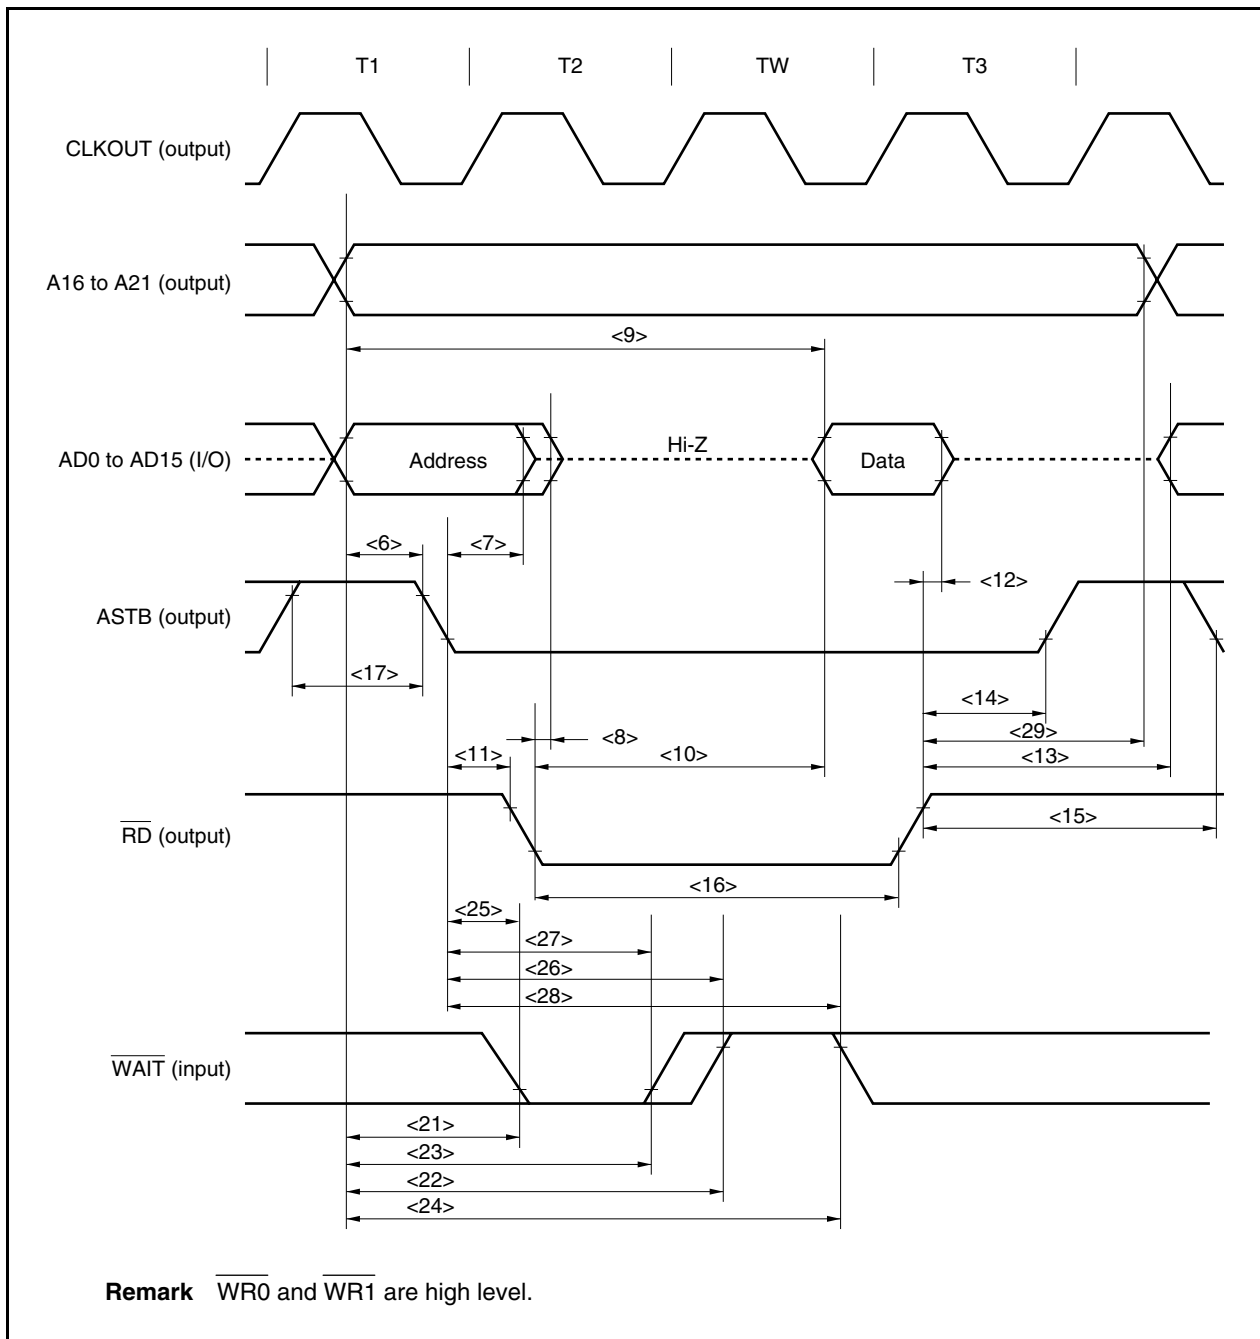 T1 T2 TW T3
CLKOUT (output)
A16 to A21 (output)
<9>
AD0 to AD15 (I/O)
Address
Hi-Z
Data
<6>
<7>
<12>
ASTB (output)
<17>
<14>
<29>
<8>
<11>
<10>
<13>
RD (output)
<15>
<16>
<25>
<27>
<26>
<28>
WAIT (input)
<21>
<23>
<22>
<24>
Remark WR0 and WR1 are high level.